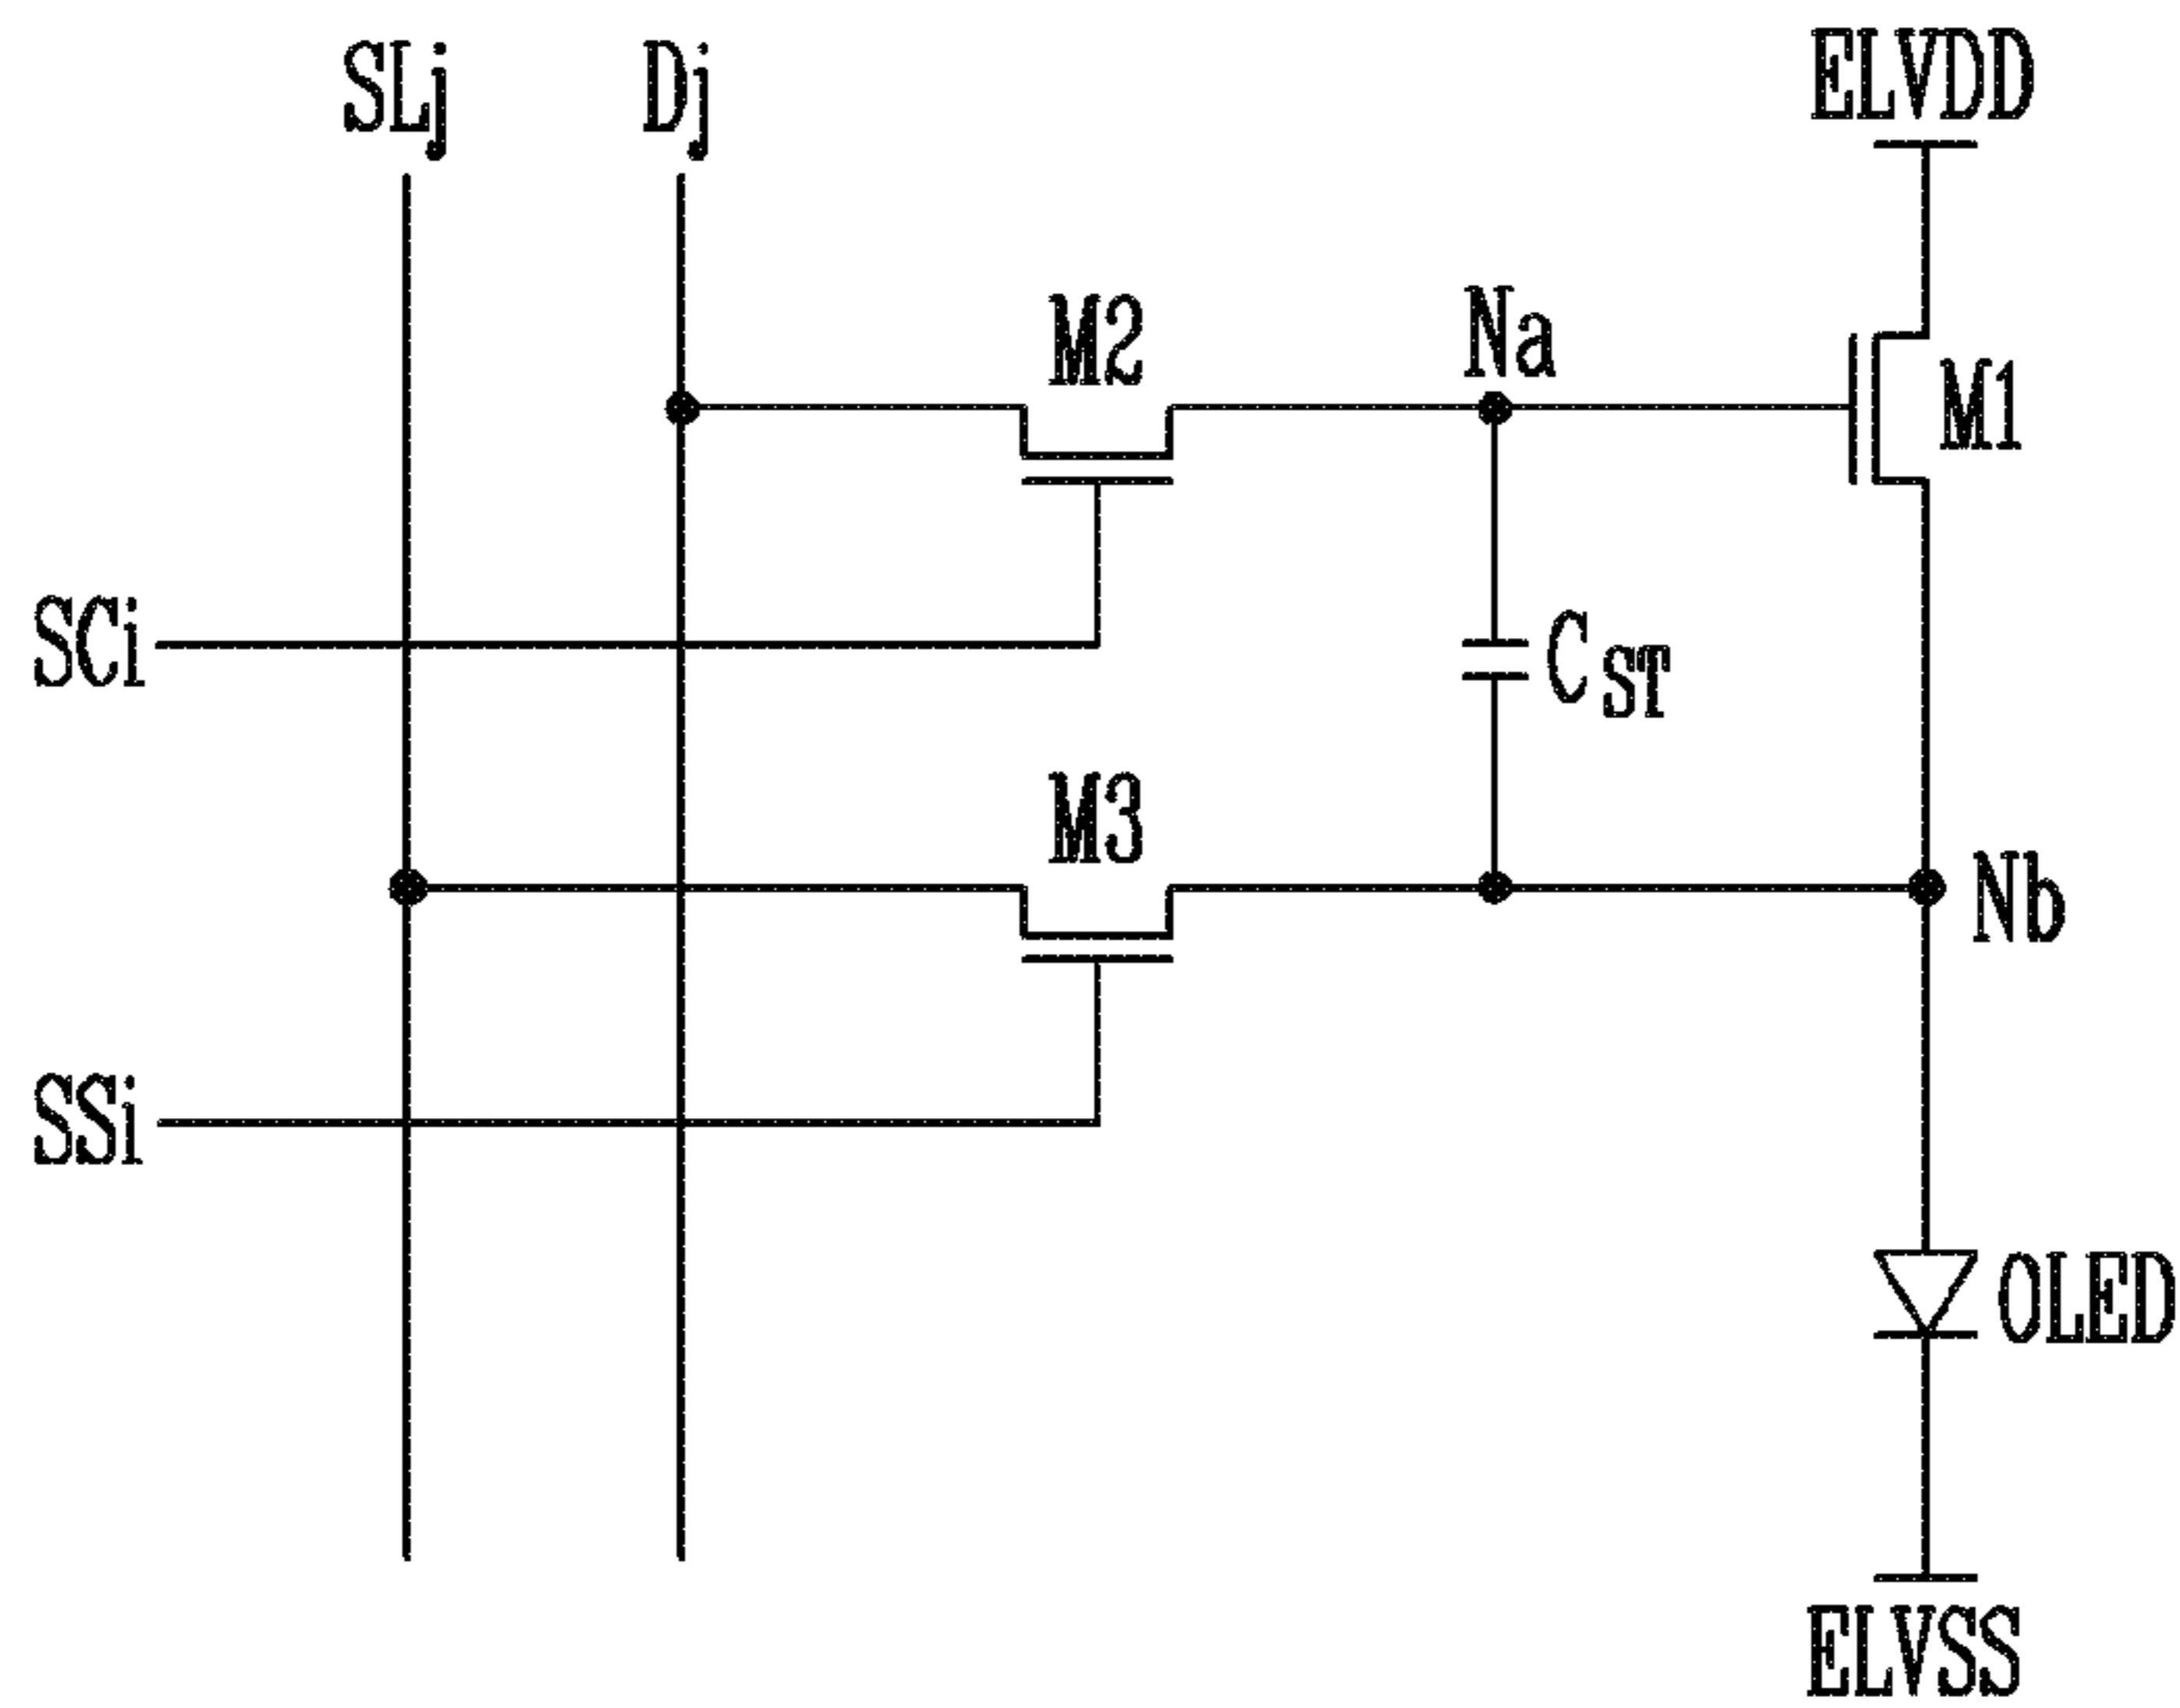 SLj
Dj
ELVDD
M2
Na
M1
SCi
CST
M3
Nb
SSi
OLED
ELVSS